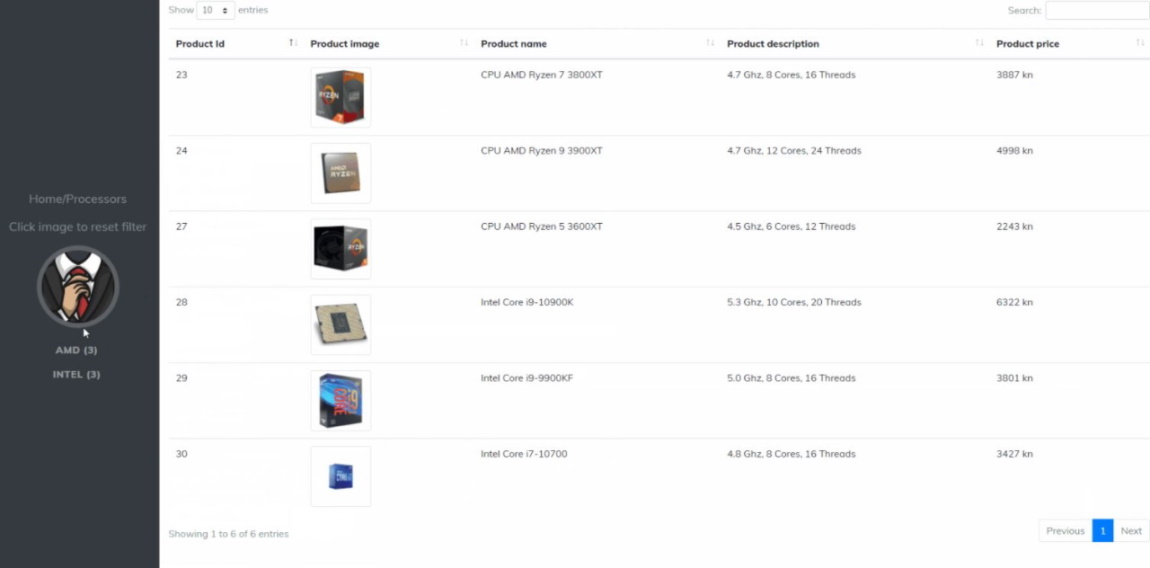 Show 10 entries Search:
Product Id Product image Product name Product description Product price
23 CPU AMD Ryzen 7 3800XT 4.7 Ghz, 8 Cores, 16 Threads 3887 kn
RYZEN
24 CPU AMD Ryzen 9 3900XT 4.7 Ghz, 12 Cores, 24 Threads 4998 kn
AMD
RYZEN
Home/Processors
Click image to reset filter
27 CPU AMD Ryzen 5 3600XT 4.5 Ghz, 6 Cores, 12 Threads 2243 kn
RYZEN
28 Intel Core i9-10900K 5.3 Ghz, 10 Cores, 20 Threads 6322 kn
AMD (3)
INTEL (3)
29 Intel Core i9-9900KF 5.0 Ghz, 8 Cores, 16 Threads 3801 kn
CORE i9
30 Intel Core i7-10700 4.8 Ghz, 8 Cores, 16 Threads 3427 kn
Showing 1 to 6 of 6 entries
Previous 1 Next